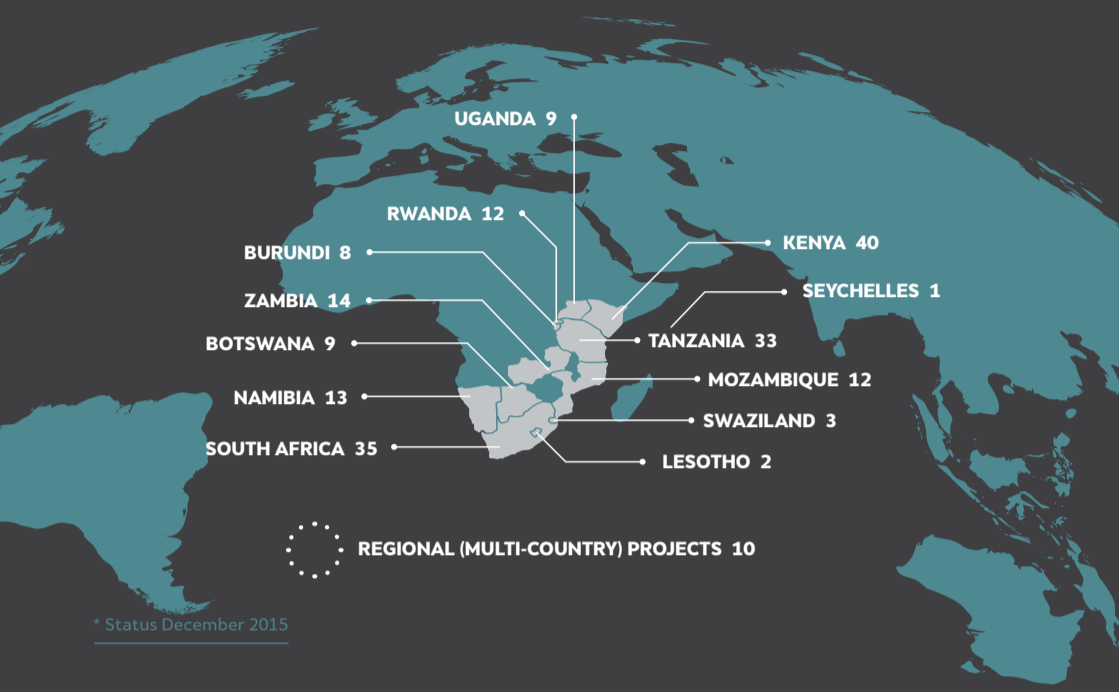 UGANDA 9
RWANDA 12
KENYA 40
BURUNDI 8
SEYCHELLES 1
ZAMBIA 14
TANZANIA 33
BOTSWANA 9
MOZAMBIQUE 12
NAMIBIA 13
SWAZILAND 3
SOUTH AFRICA 35
LESOTHO 2
REGIONAL (MULTI-COUNTRY) PROJECTS 10
* Status December 2015